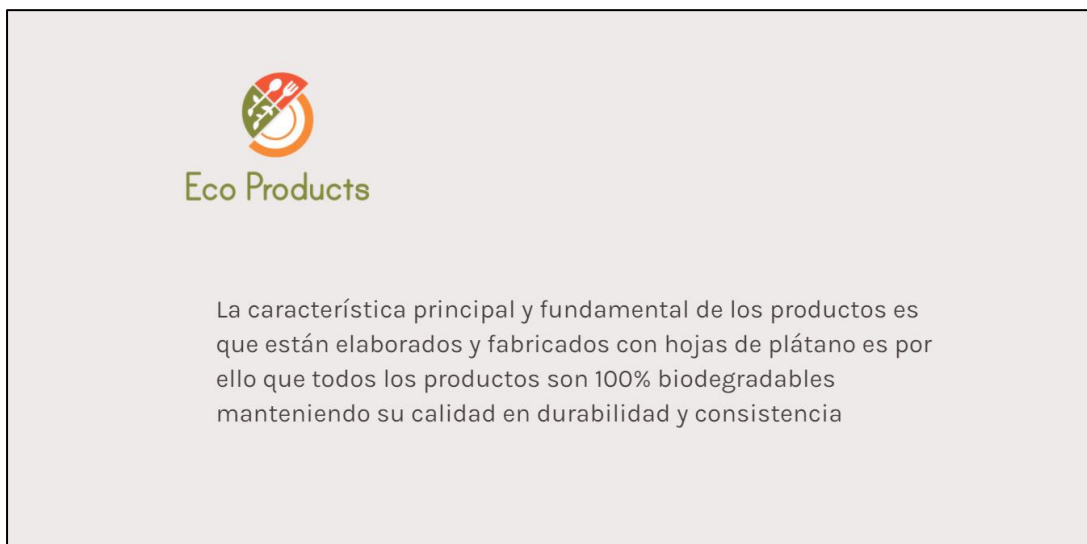 Eco Products
La característica principal y fundamental de los productos es
que están elaborados y fabricados con hojas de plátano es por
ello que todos los productos son 100% biodegradables
manteniendo su calidad en durabilidad y consistencia